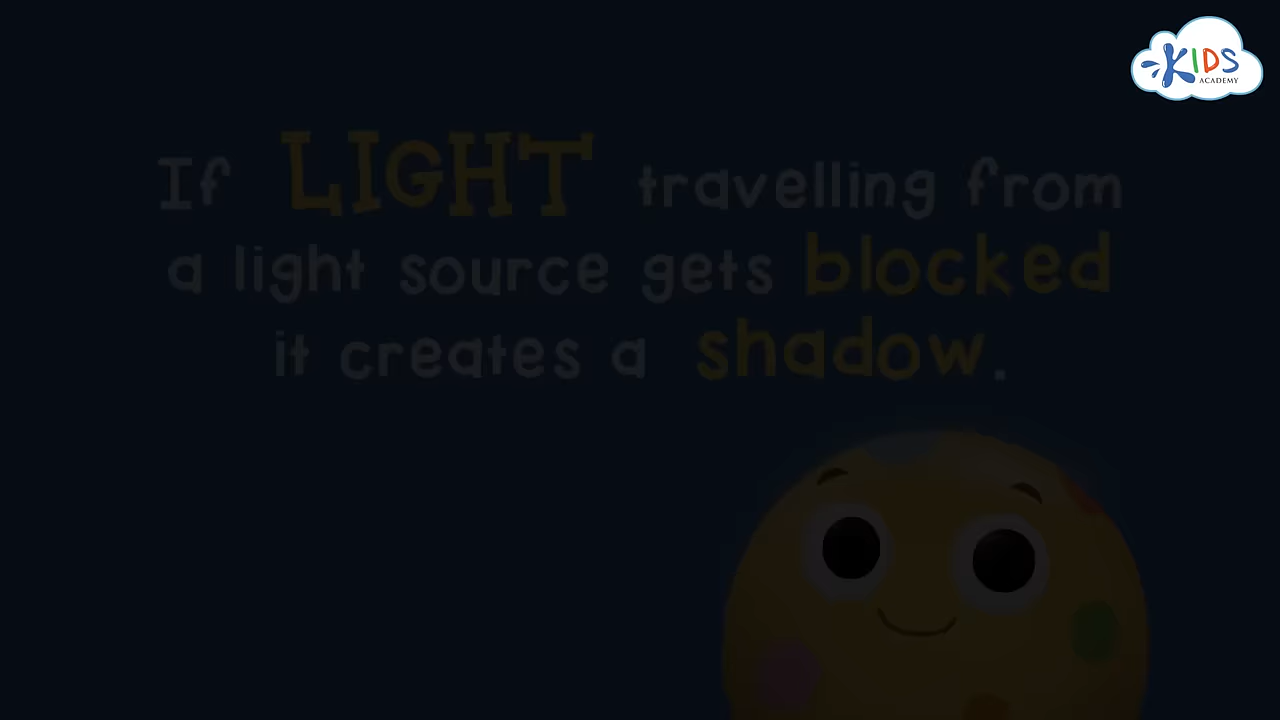 KIDS
ACADEMY
If LIGHT travelling from
a light source gets blocked
it creates a shadow.